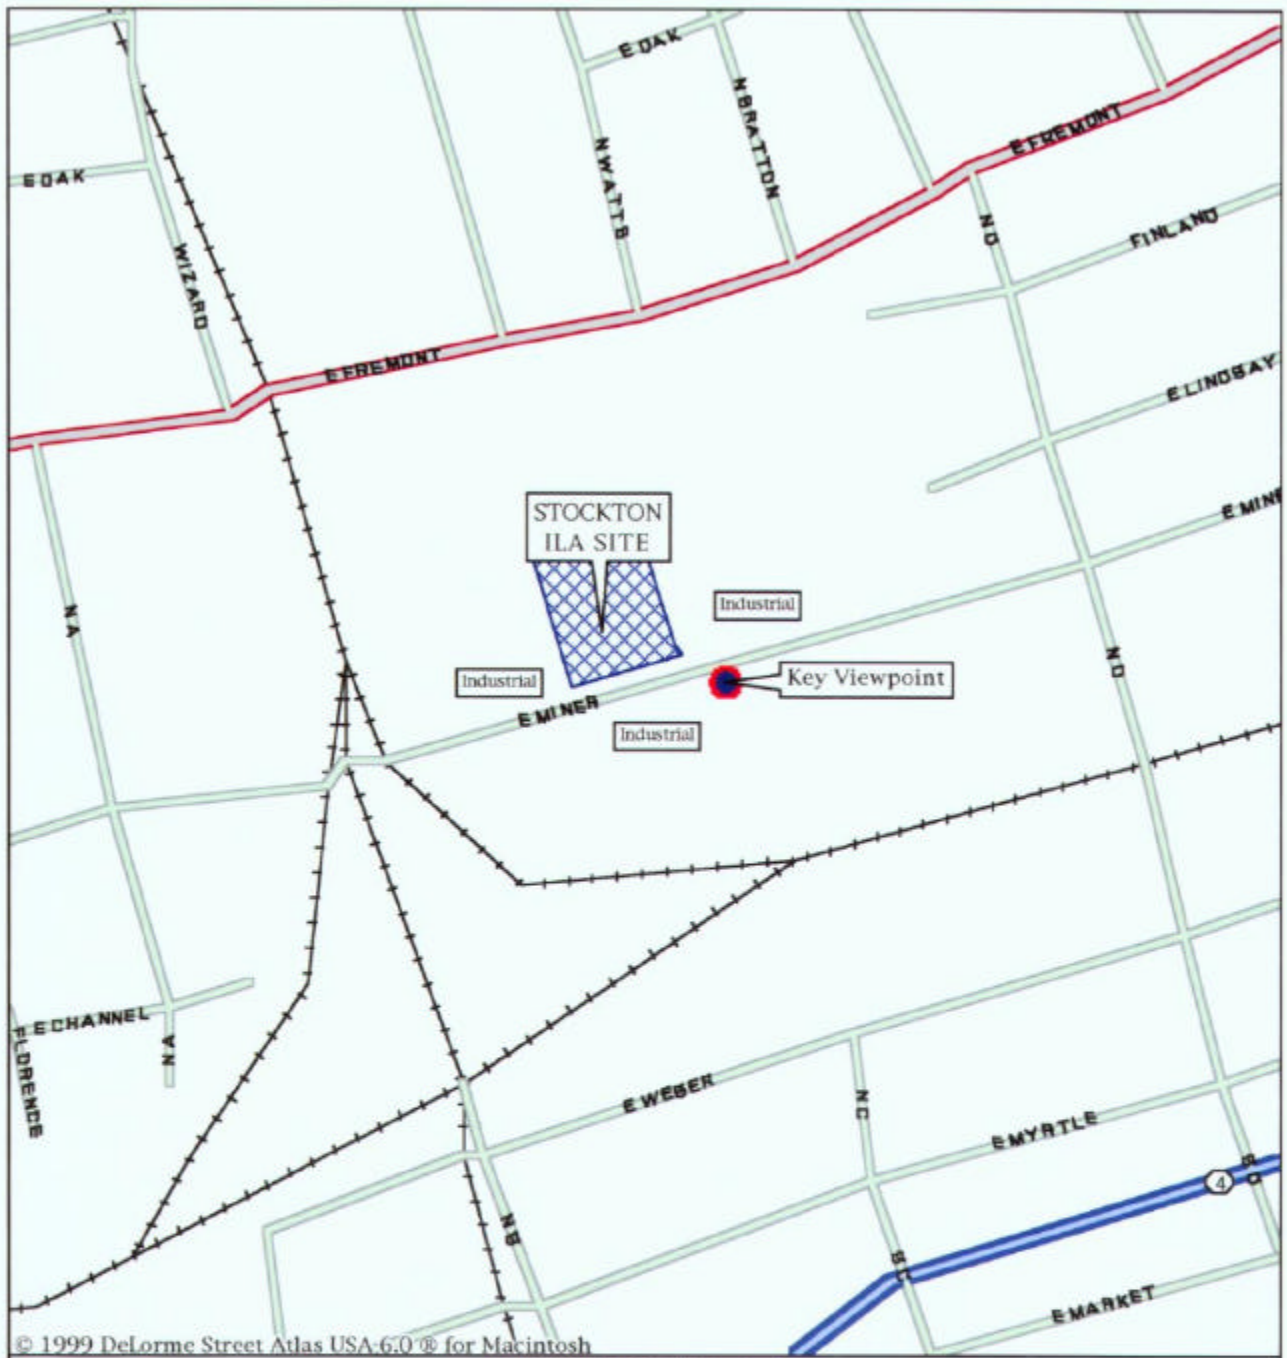 E OAK
N BRATTON
E FREMONT
E OAK
N WATTS
N D
FINLAND
WIZARD
E FREMONT
E LINDSAY
STOCKTON
ILA SITE
E MINE
Industrial
N A
N D
Industrial
Key Viewpoint
E MINER
Industrial
E CHANNEL
N A
FLORENCE
E WEBER
N C
E MYRTLE
S D
4
N B
S C
E MARKET
© 1999 DeLorme Street Atlas USA 6.0 ® for Macintosh